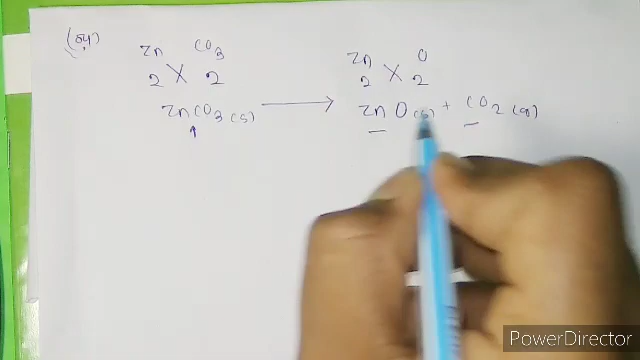 Zn CO3 Zn O
2 X 2 2 X 2
ZnCO3(s) → ZnO(s) + CO2(g)
PowerDirector